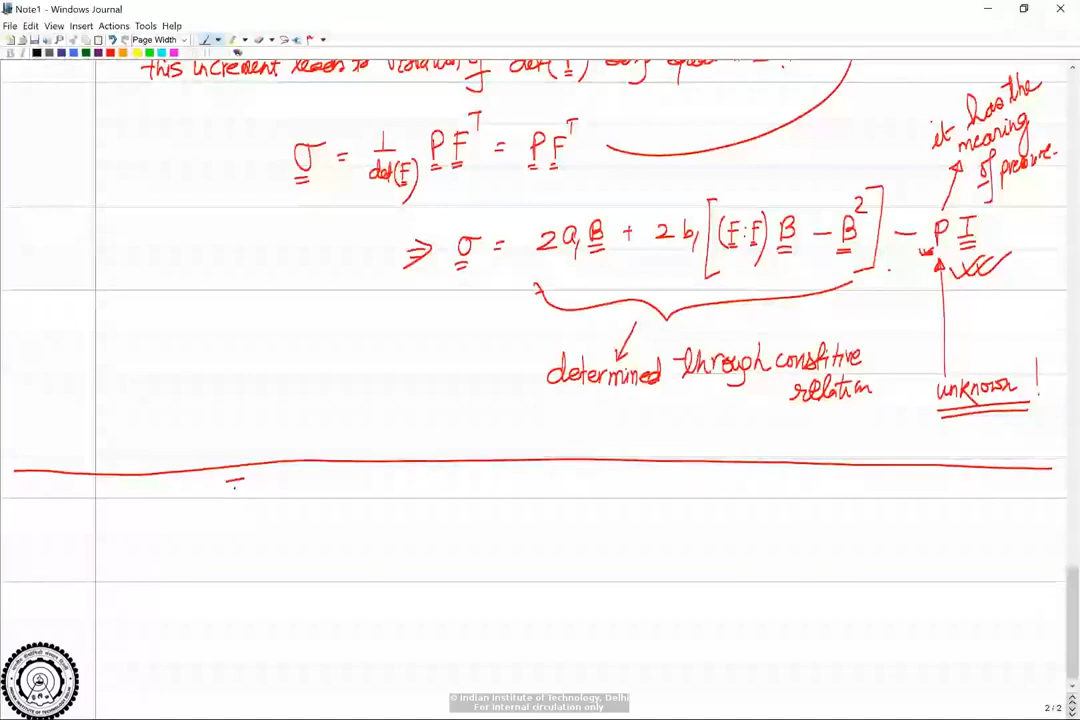 Note1 - Windows Journal
File Edit View Insert Actions Tools Help
Page Width
this increment leads to violation of det(F)
σ = 1/det(F) P F^T = P F^T
it has the
meaning
of pressure.
⇒ σ = 2a₁ B + 2b₁ [(F:F) B - B²] - p I
determined through constitive
relation
unknown!
© Indian Institute of Technology, Delhi
For internal circulation only
2 / 2